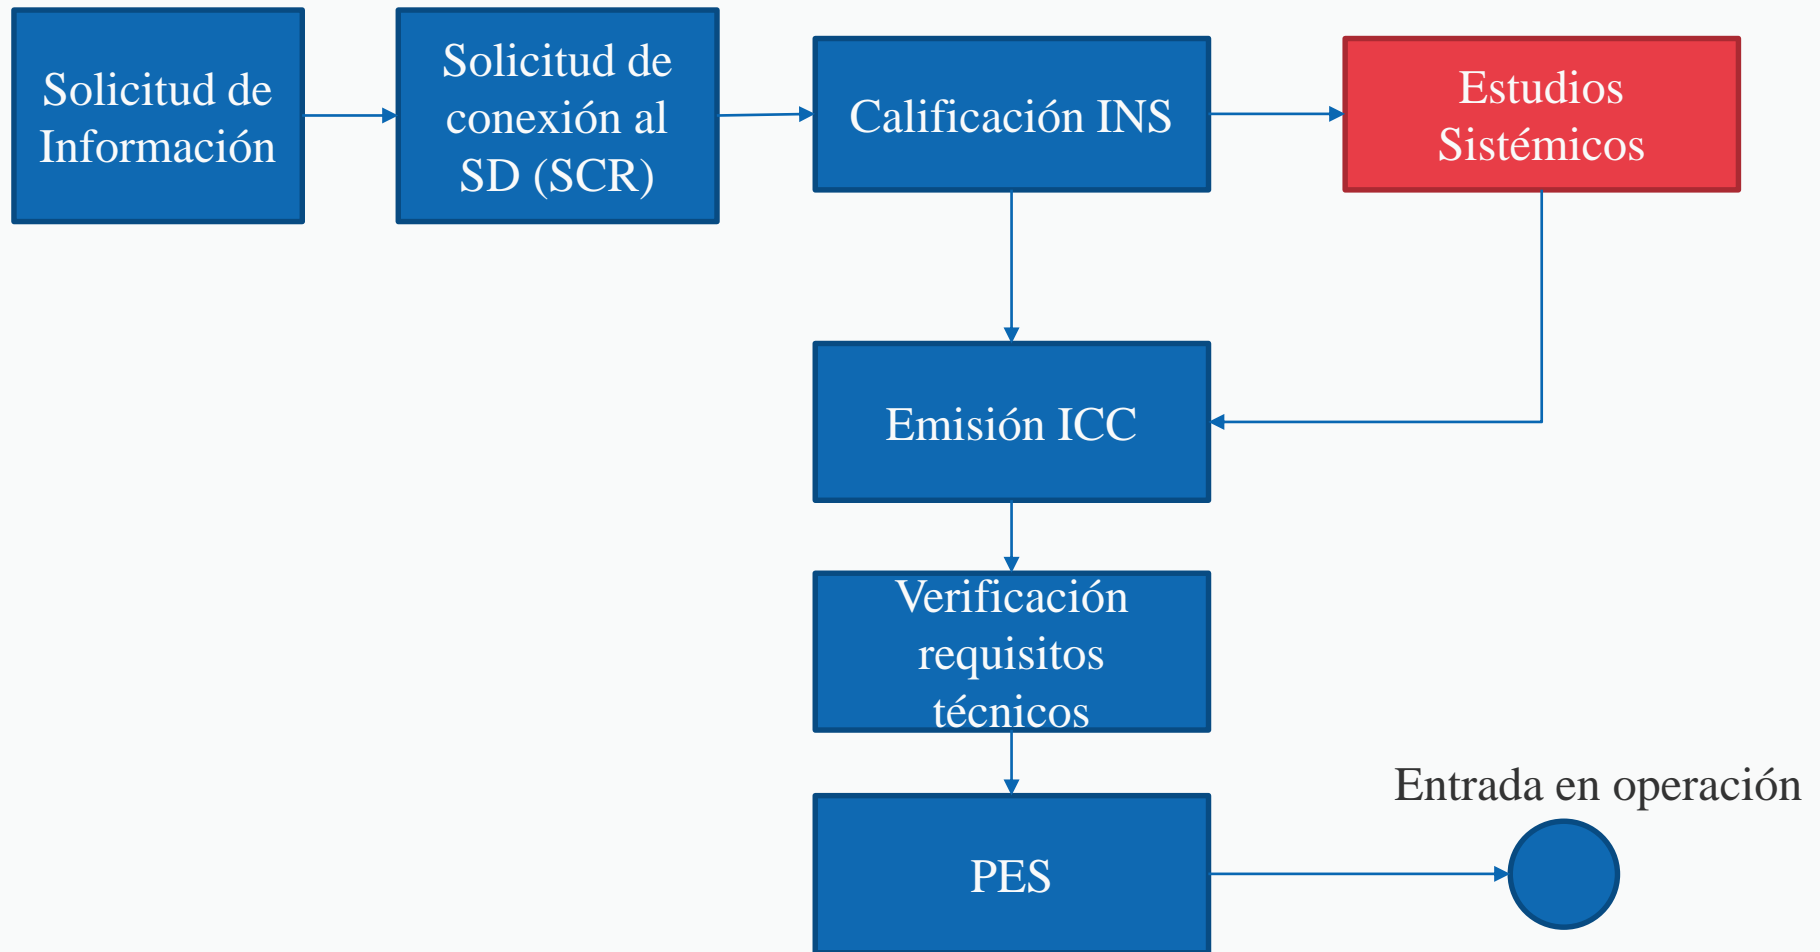 Solicitud de
Información
Solicitud de
conexión al
SD (SCR)
Calificación INS
Estudios
Sistémicos
Emisión ICC
Verificación
requisitos
técnicos
Entrada en operación
PES